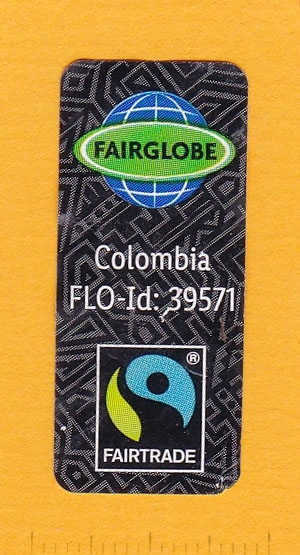 FAIRGLOBE
Colombia
FLO-Id: 39571
®
FAIRTRADE